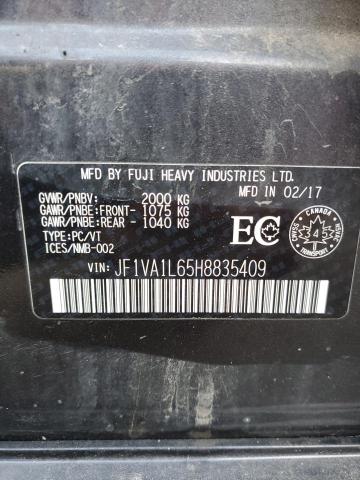 MFD BY FUJI HEAVY INDUSTRIES LTD.
MFD IN 02/17
GVWR/PNBV: 2000 KG
GAWR/PNBE:FRONT- 1075 KG
GAWR/PNBE:REAR - 1040 KG
TYPE:PC/VT
ICES/NMB-002
EC
CANADA
4 5
VIN: JF1VA1L65H8835409